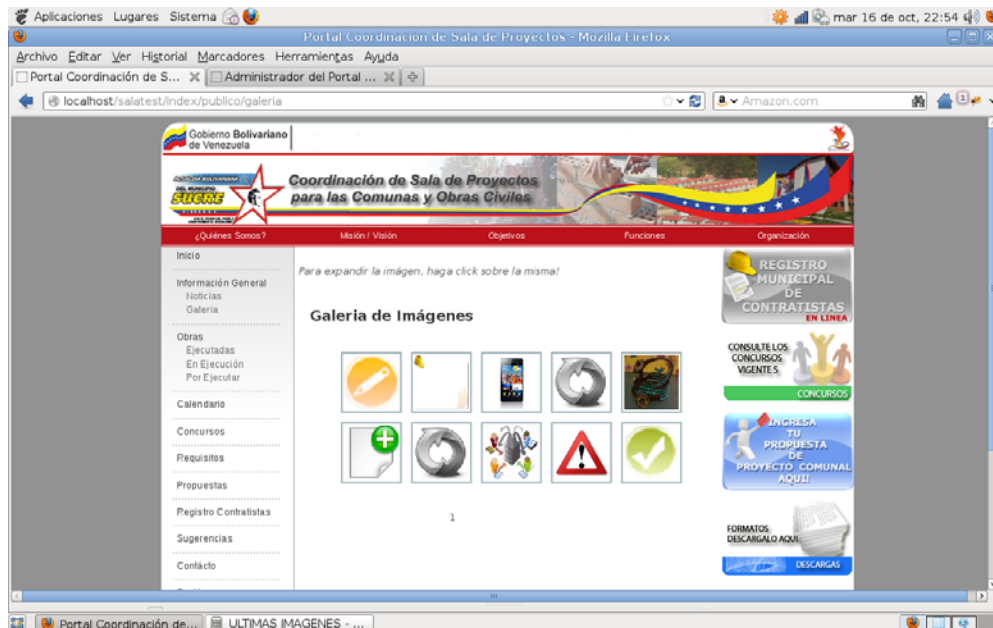 Aplicaciones Lugares Sistema
mar 16 de oct, 22:54
Portal Coordinación de Sala de Proyectos - Mozilla Firefox
Archivo Editar Ver Historial Marcadores Herramientas Ayuda
Portal Coordinación de S...
Administrador del Portal ...
localhost/salatest/index/publico/galeria
Amazon.com
1
Gobierno Bolivariano
de Venezuela
DEL MUNICIPIO
SUCRE
Coordinación de Sala de Proyectos
para las Comunas y Obras Civiles
¿Quiénes Somos?
Misión / Visión
Objetivos
Funciones
Organización
Inicio
Información General
Noticias
Galeria
Obras
Ejecutadas
En Ejecución
Por Ejecutar
Calendario
Concursos
Requisitos
Propuestas
Registro Contratistas
Sugerencias
Contácto
Para expandir la imágen, haga click sobre la misma!
Galeria de Imágenes
1
REGISTRO
MUNICIPAL
DE
CONTRATISTAS
EN LINEA
CONSULTE LOS
CONCURSOS
VIGENTES
CONCURSOS
INGRESA
TU
PROPUESTA
DE
PROYECTO COMUNAL
AQUI!
FORMATOS
DESCARGALO AQUI
DESCARGAS
Portal Coordinación de...
ULTIMAS IMAGENES - ...